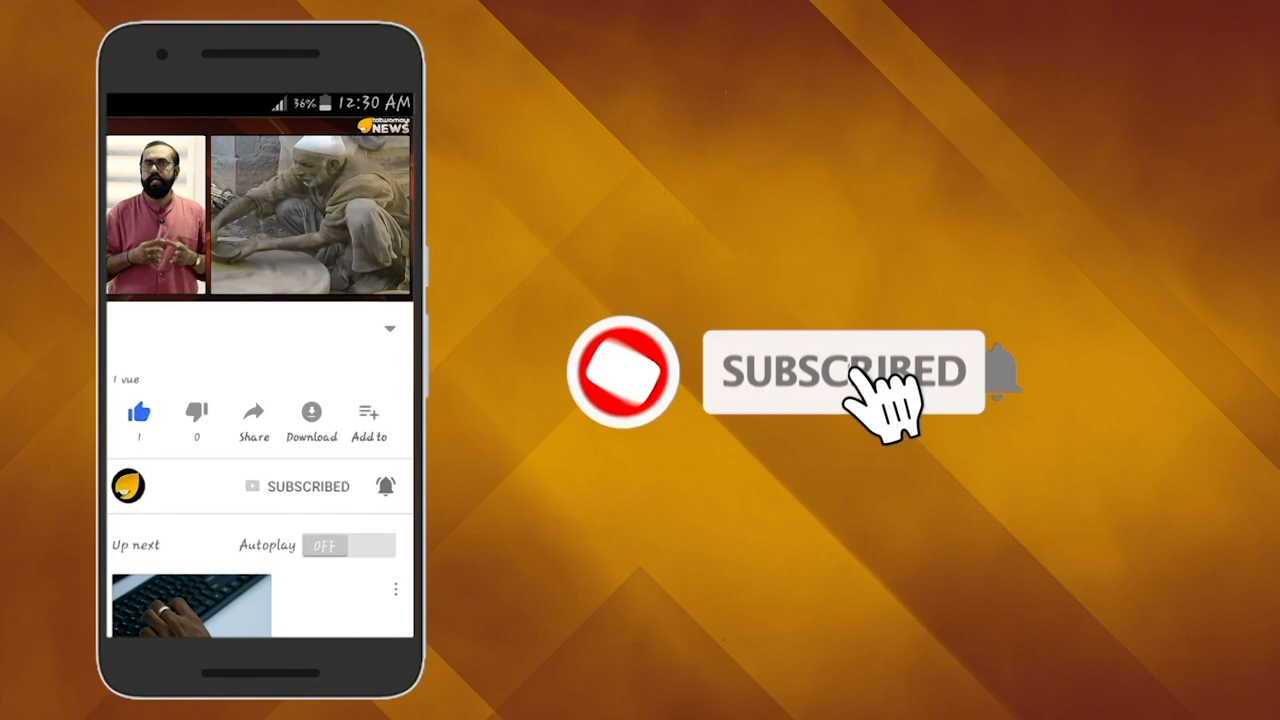 36% 12:30 AM
tatwamayi
NEWS
1 vue
1
0
Share
Download
Add to
SUBSCRIBED
Up next
Autoplay
OFF
SUBSCRIBED